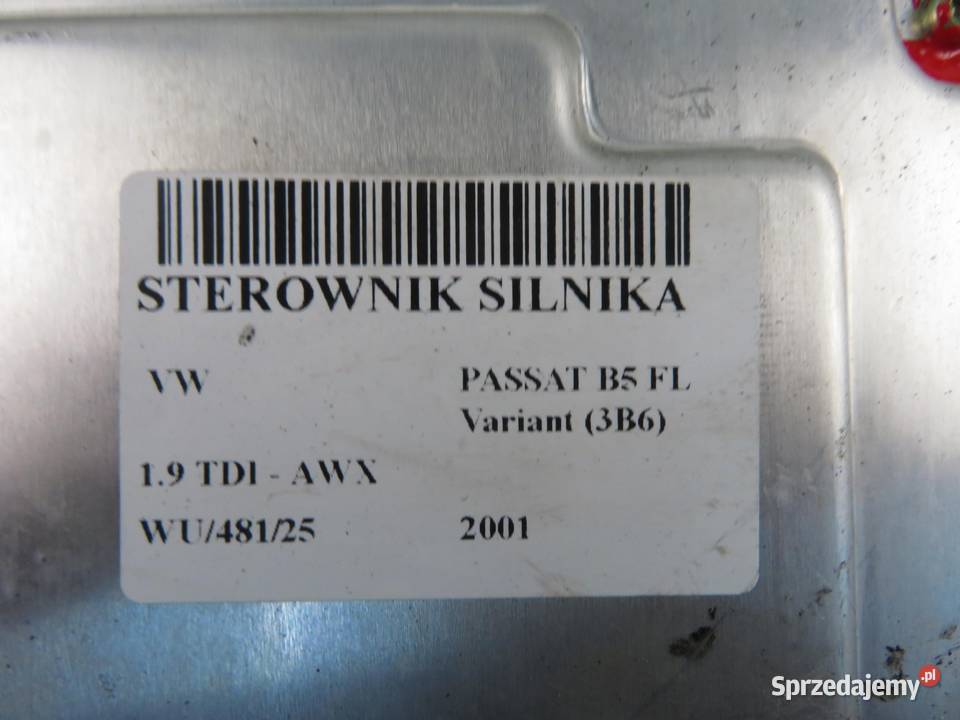 STEROWNIK SILNIKA
VW PASSAT B5 FL
Variant (3B6)
1.9 TDI - AWX
WU/481/25 2001
Sprzedajemy.pl